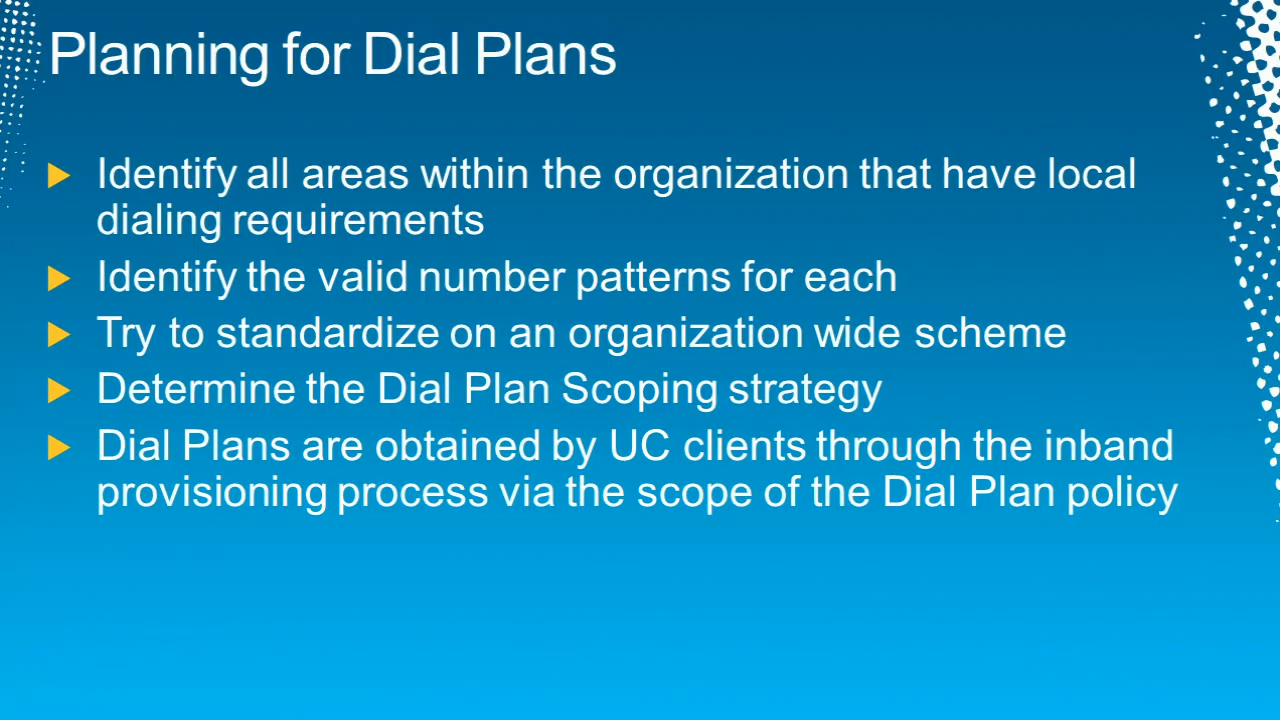 Planning for Dial Plans
Identify all areas within the organization that have local
dialing requirements
Identify the valid number patterns for each
Try to standardize on an organization wide scheme
Determine the Dial Plan Scoping strategy
Dial Plans are obtained by UC clients through the inband
provisioning process via the scope of the Dial Plan policy